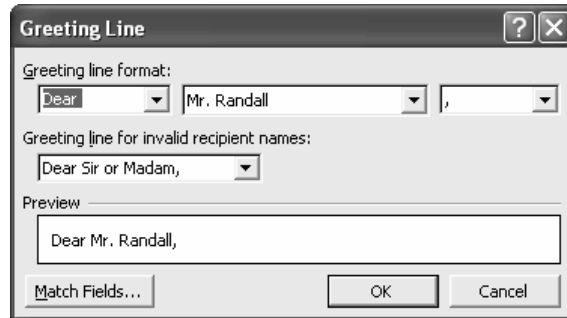 Greeting Line
Greeting line format:
Dear Mr. Randall ,
Greeting line for invalid recipient names:
Dear Sir or Madam,
Preview
Dear Mr. Randall,
Match Fields... OK Cancel